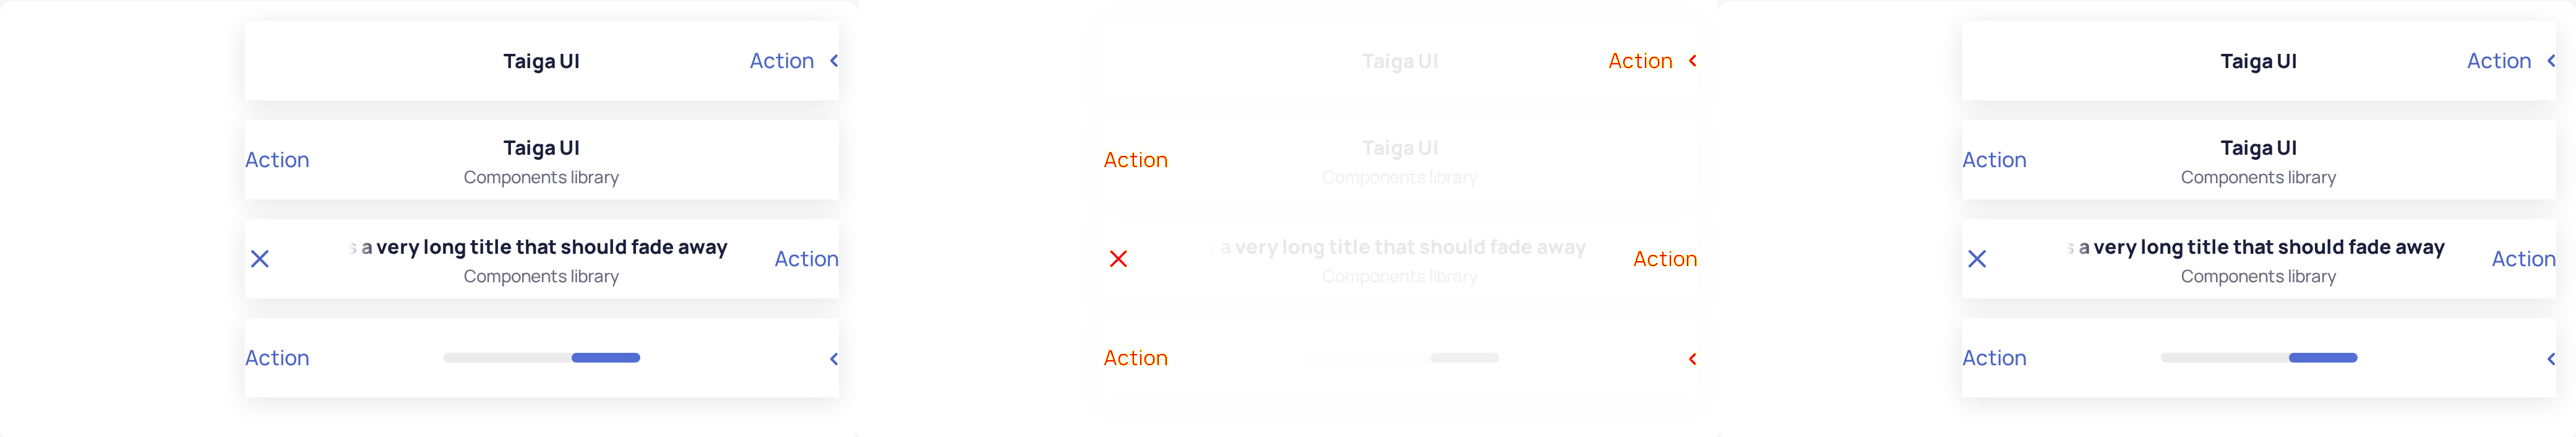 Taiga UI Action
Taiga UI Action
Taiga UI Action
Action Taiga UI
Components library
Action Taiga UI
Components library
Action Taiga UI
Components library
s a very long title that should fade away Action
Components library
a very long title that should fade away Action
Components library
s a very long title that should fade away Action
Components library
Action
Action
Action